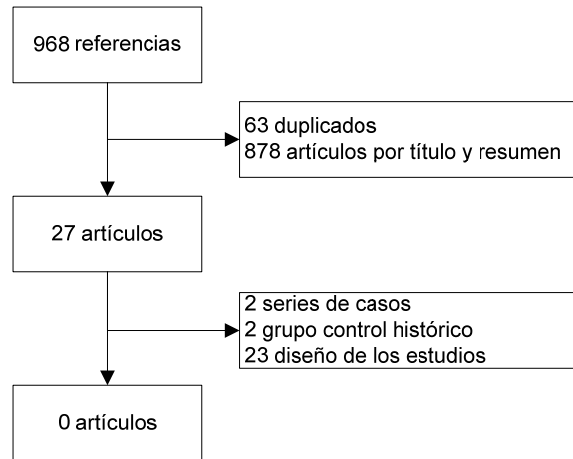 968 referencias
63 duplicados
878 artículos por título y resumen
27 artículos
2 series de casos
2 grupo control histórico
23 diseño de los estudios
0 artículos